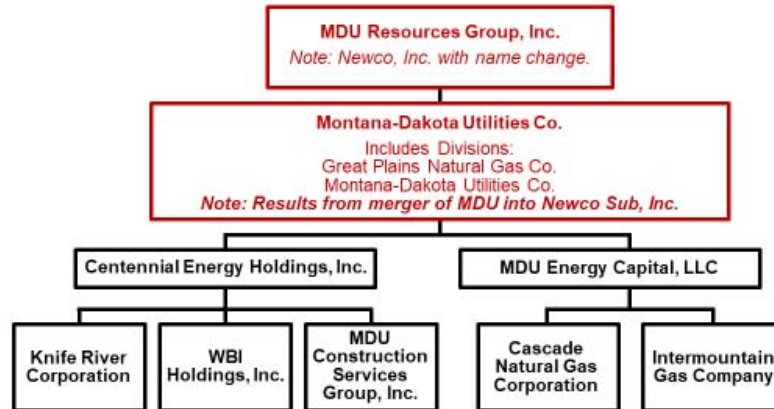 MDU Resources Group, Inc.
Note: Newco, Inc. with name change.
Montana-Dakota Utilities Co.
Includes Divisions:
Great Plains Natural Gas Co.
Montana-Dakota Utilities Co.
Note: Results from merger of MDU into Newco Sub, Inc.
Centennial Energy Holdings, Inc.
MDU Energy Capital, LLC
Knife River
Corporation
WBI
Holdings, Inc.
MDU
Construction
Services
Group, Inc.
Cascade
Natural Gas
Corporation
Intermountain
Gas Company